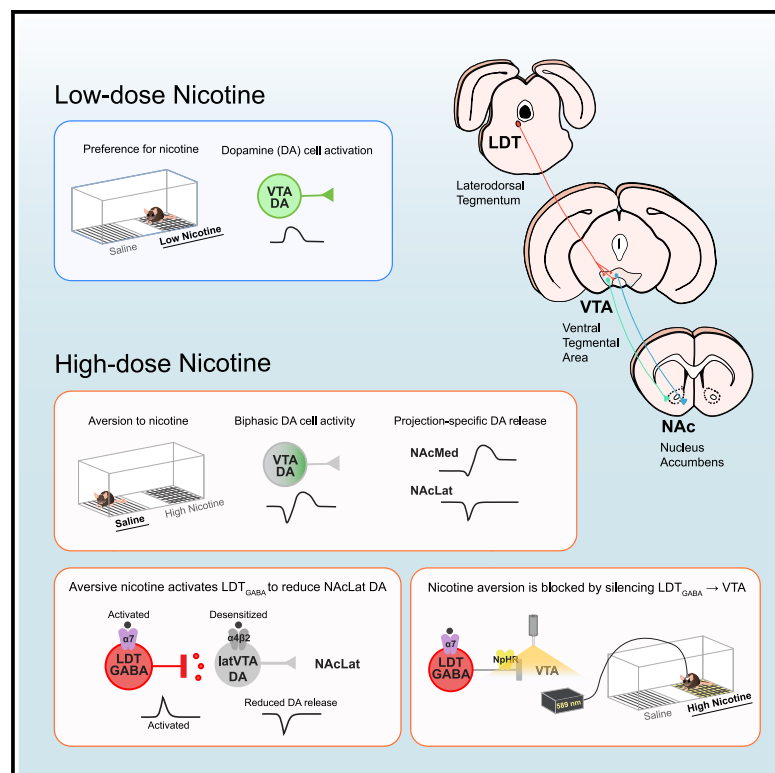 Low-dose Nicotine
Preference for nicotine
Saline
Low Nicotine
Dopamine (DA) cell activation
VTA
DA
LDT
Laterodorsal
Tegmentum
VTA
Ventral
Tegmental
Area
NAc
Nucleus
Accumbens
High-dose Nicotine
Aversion to nicotine
Saline
High Nicotine
Biphasic DA cell activity
VTA
DA
Projection-specific DA release
NAcMed
NAcLat
Aversive nicotine activates LDTGABA to reduce NAcLat DA
Activated
α7
LDT
GABA
Activated
Desensitized
α4β2
latVTA
DA
NAcLat
Reduced DA release
Nicotine aversion is blocked by silencing LDTGABA → VTA
α7
LDT
GABA
NpHR
VTA
589 nm
Saline
High Nicotine